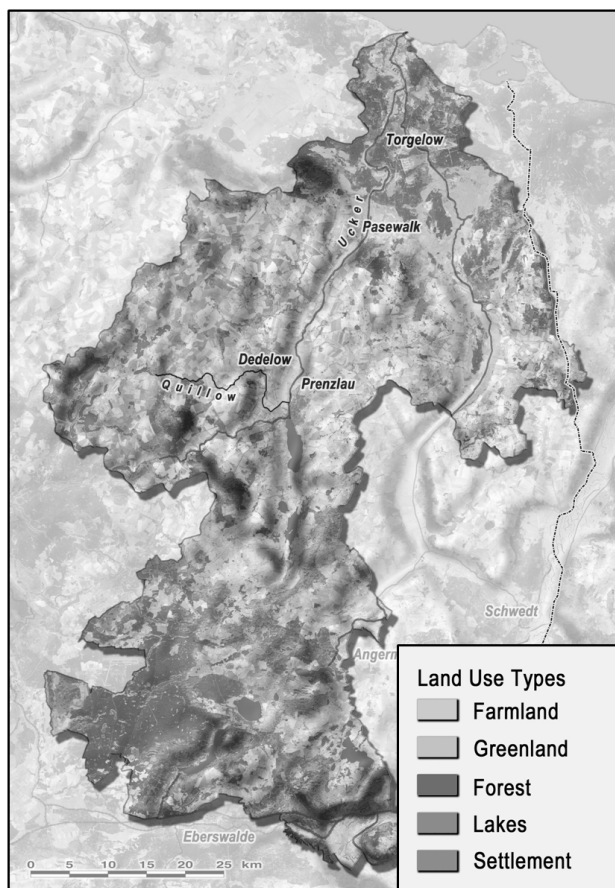 Torgelow
Ucker
Pasewalk
Dedelow
Quillow
Prenzlau
Schwedt
Angerm
Land Use Types
Farmland
Greenland
Forest
Lakes
Settlement
Eberswalde
0 5 10 15 20 25 km